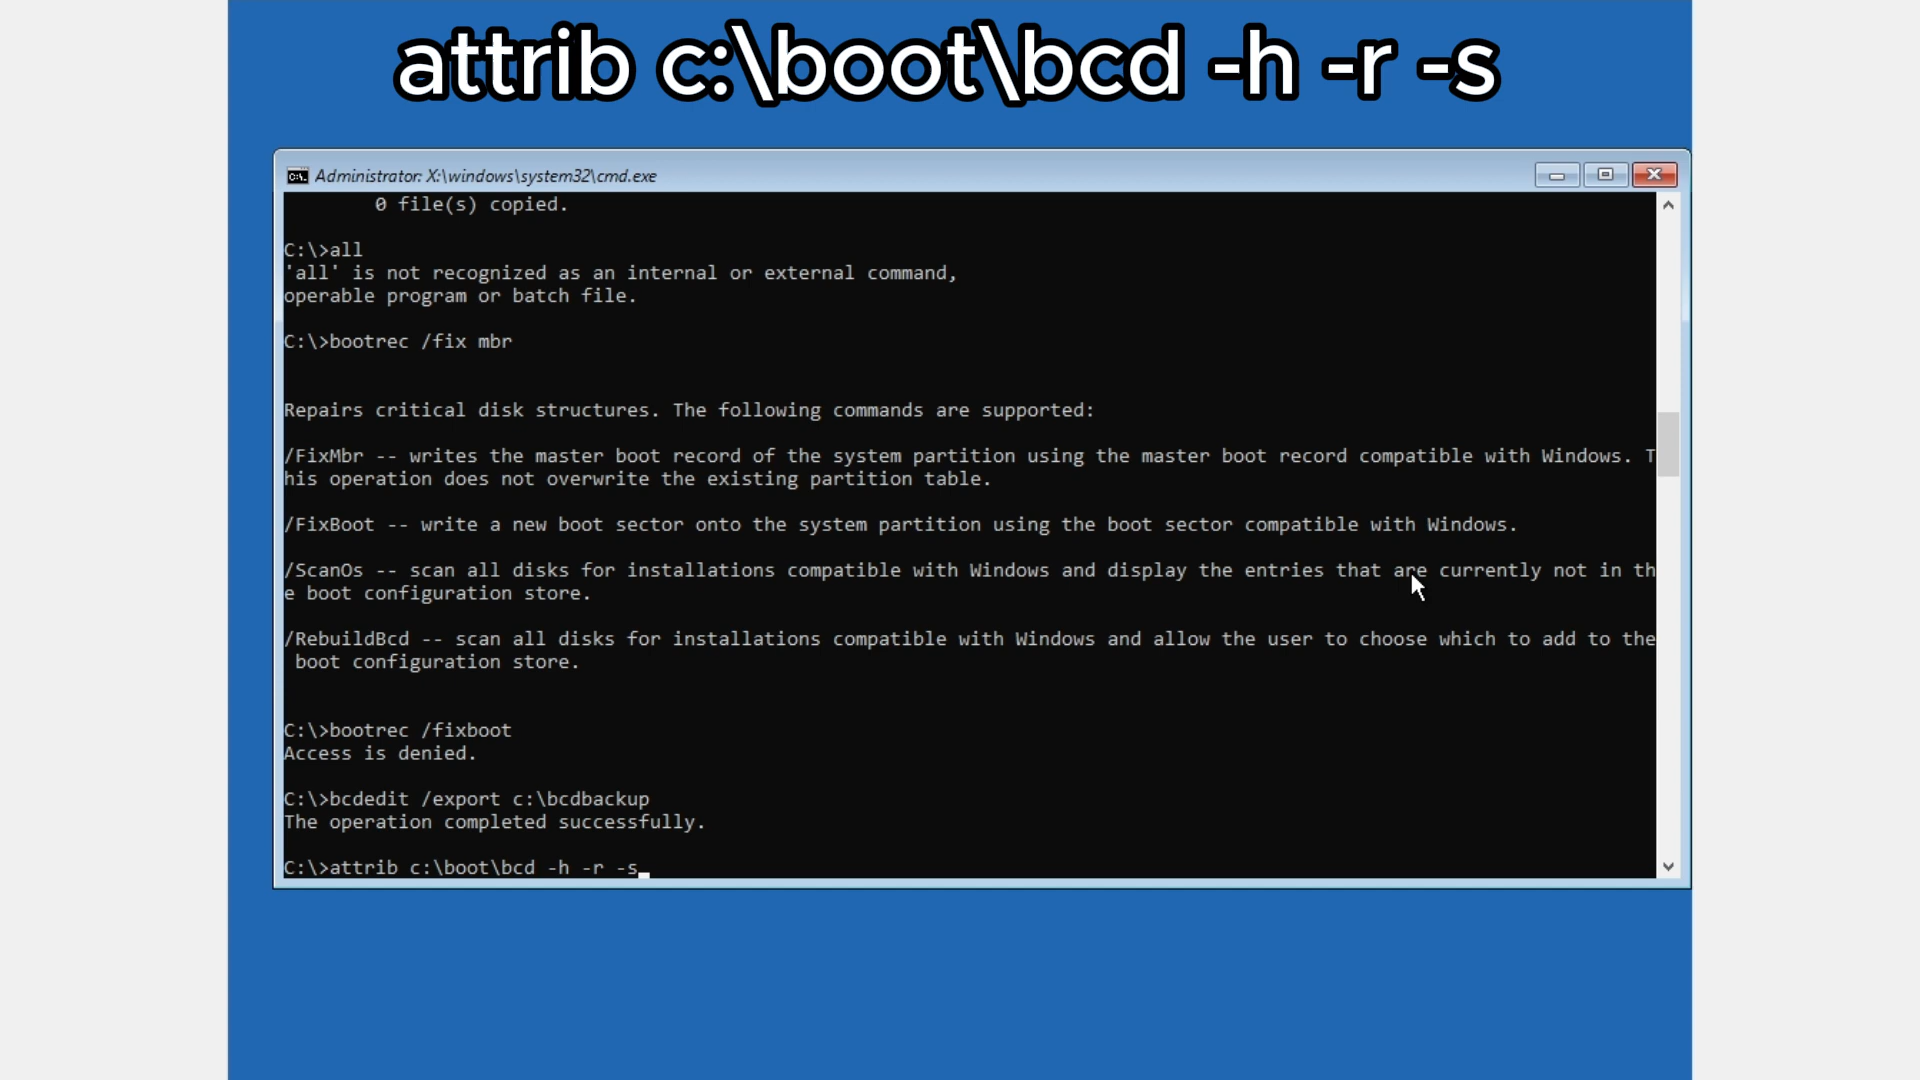 attrib c:\boot\bcd -h -r -s
Administrator: X:\windows\system32\cmd.exe
0 file(s) copied.
C:\>all
'all' is not recognized as an internal or external command,
operable program or batch file.
C:\>bootrec /fix mbr
Repairs critical disk structures. The following commands are supported:
/FixMbr -- writes the master boot record of the system partition using the master boot record compatible with Windows. T
his operation does not overwrite the existing partition table.
/FixBoot -- write a new boot sector onto the system partition using the boot sector compatible with Windows.
/ScanOs -- scan all disks for installations compatible with Windows and display the entries that are currently not in th
e boot configuration store.
/RebuildBcd -- scan all disks for installations compatible with Windows and allow the user to choose which to add to the
 boot configuration store.
C:\>bootrec /fixboot
Access is denied.
C:\>bcdedit /export c:\bcdbackup
The operation completed successfully.
C:\>attrib c:\boot\bcd -h -r -s